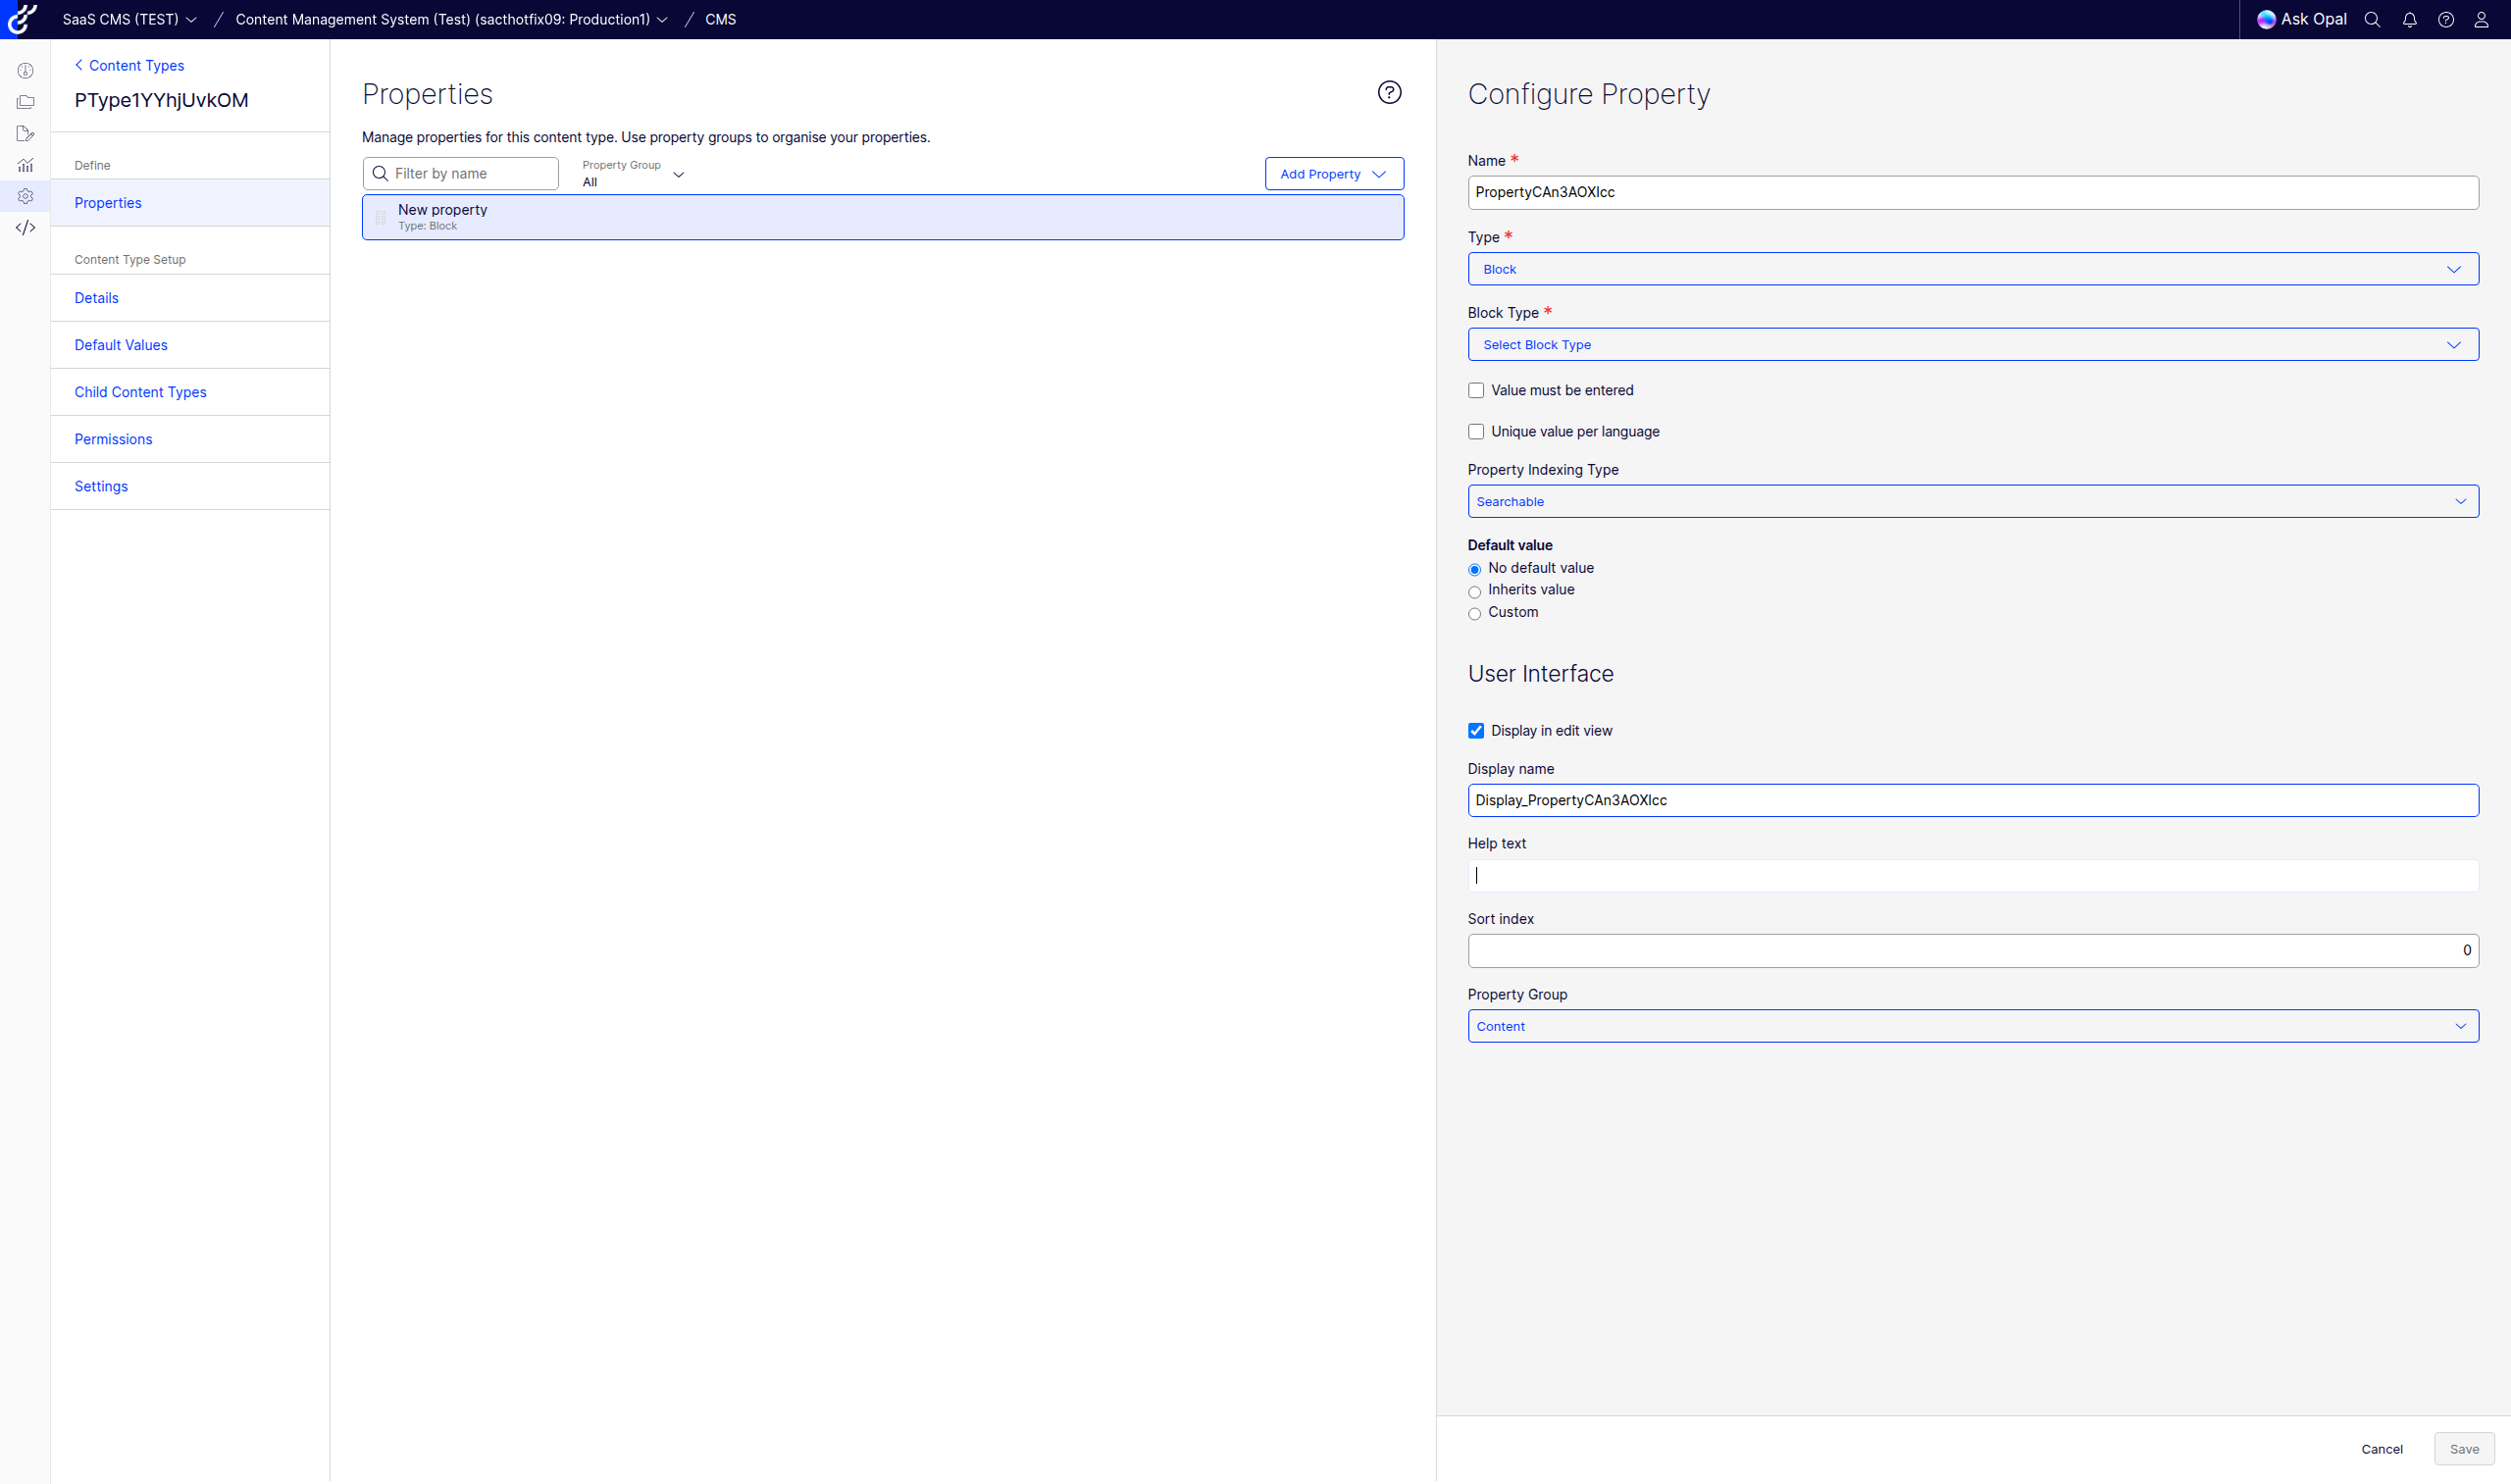 SaaS CMS (TEST) / Content Management System (Test) (sacthotfix09: Production1) / CMS
Ask Opal
Content Types
PType1YYhjUvkOM
Define
Properties
Content Type Setup
Details
Default Values
Child Content Types
Permissions
Settings
Properties
Manage properties for this content type. Use property groups to organise your properties.
Filter by name
Property Group
All
Add Property
New property
Type: Block
Configure Property
Name *
PropertyCAn3AOXIcc
Type *
Block
Block Type *
Select Block Type
Value must be entered
Unique value per language
Property Indexing Type
Searchable
Default value
No default value
Inherits value
Custom
User Interface
Display in edit view
Display name
Display_PropertyCAn3AOXIcc
Help text
Sort index
0
Property Group
Content
Cancel
Save